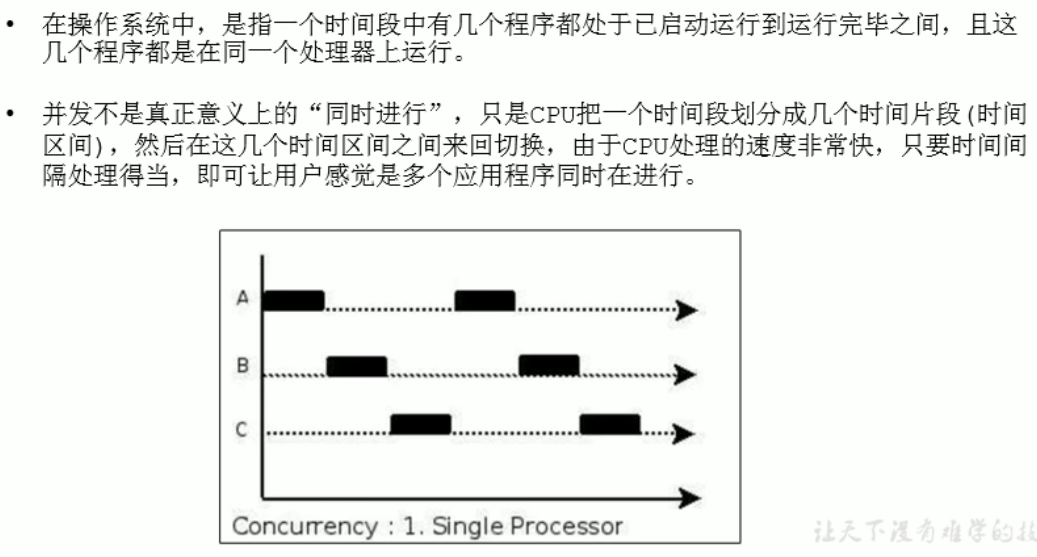 • 在操作系统中，是指一个时间段中有几个程序都处于已启动运行到运行完毕之间，且这
几个程序都是在同一个处理器上运行。
• 并发不是真正意义上的“同时进行”，只是CPU把一个时间段划分成几个时间片段(时间
区间)，然后在这几个时间区间之间来回切换，由于CPU处理的速度非常快，只要时间间
隔处理得当，即可让用户感觉是多个应用程序同时在进行。
A
B
C
Concurrency : 1. Single Processor
让天下没有难学的技